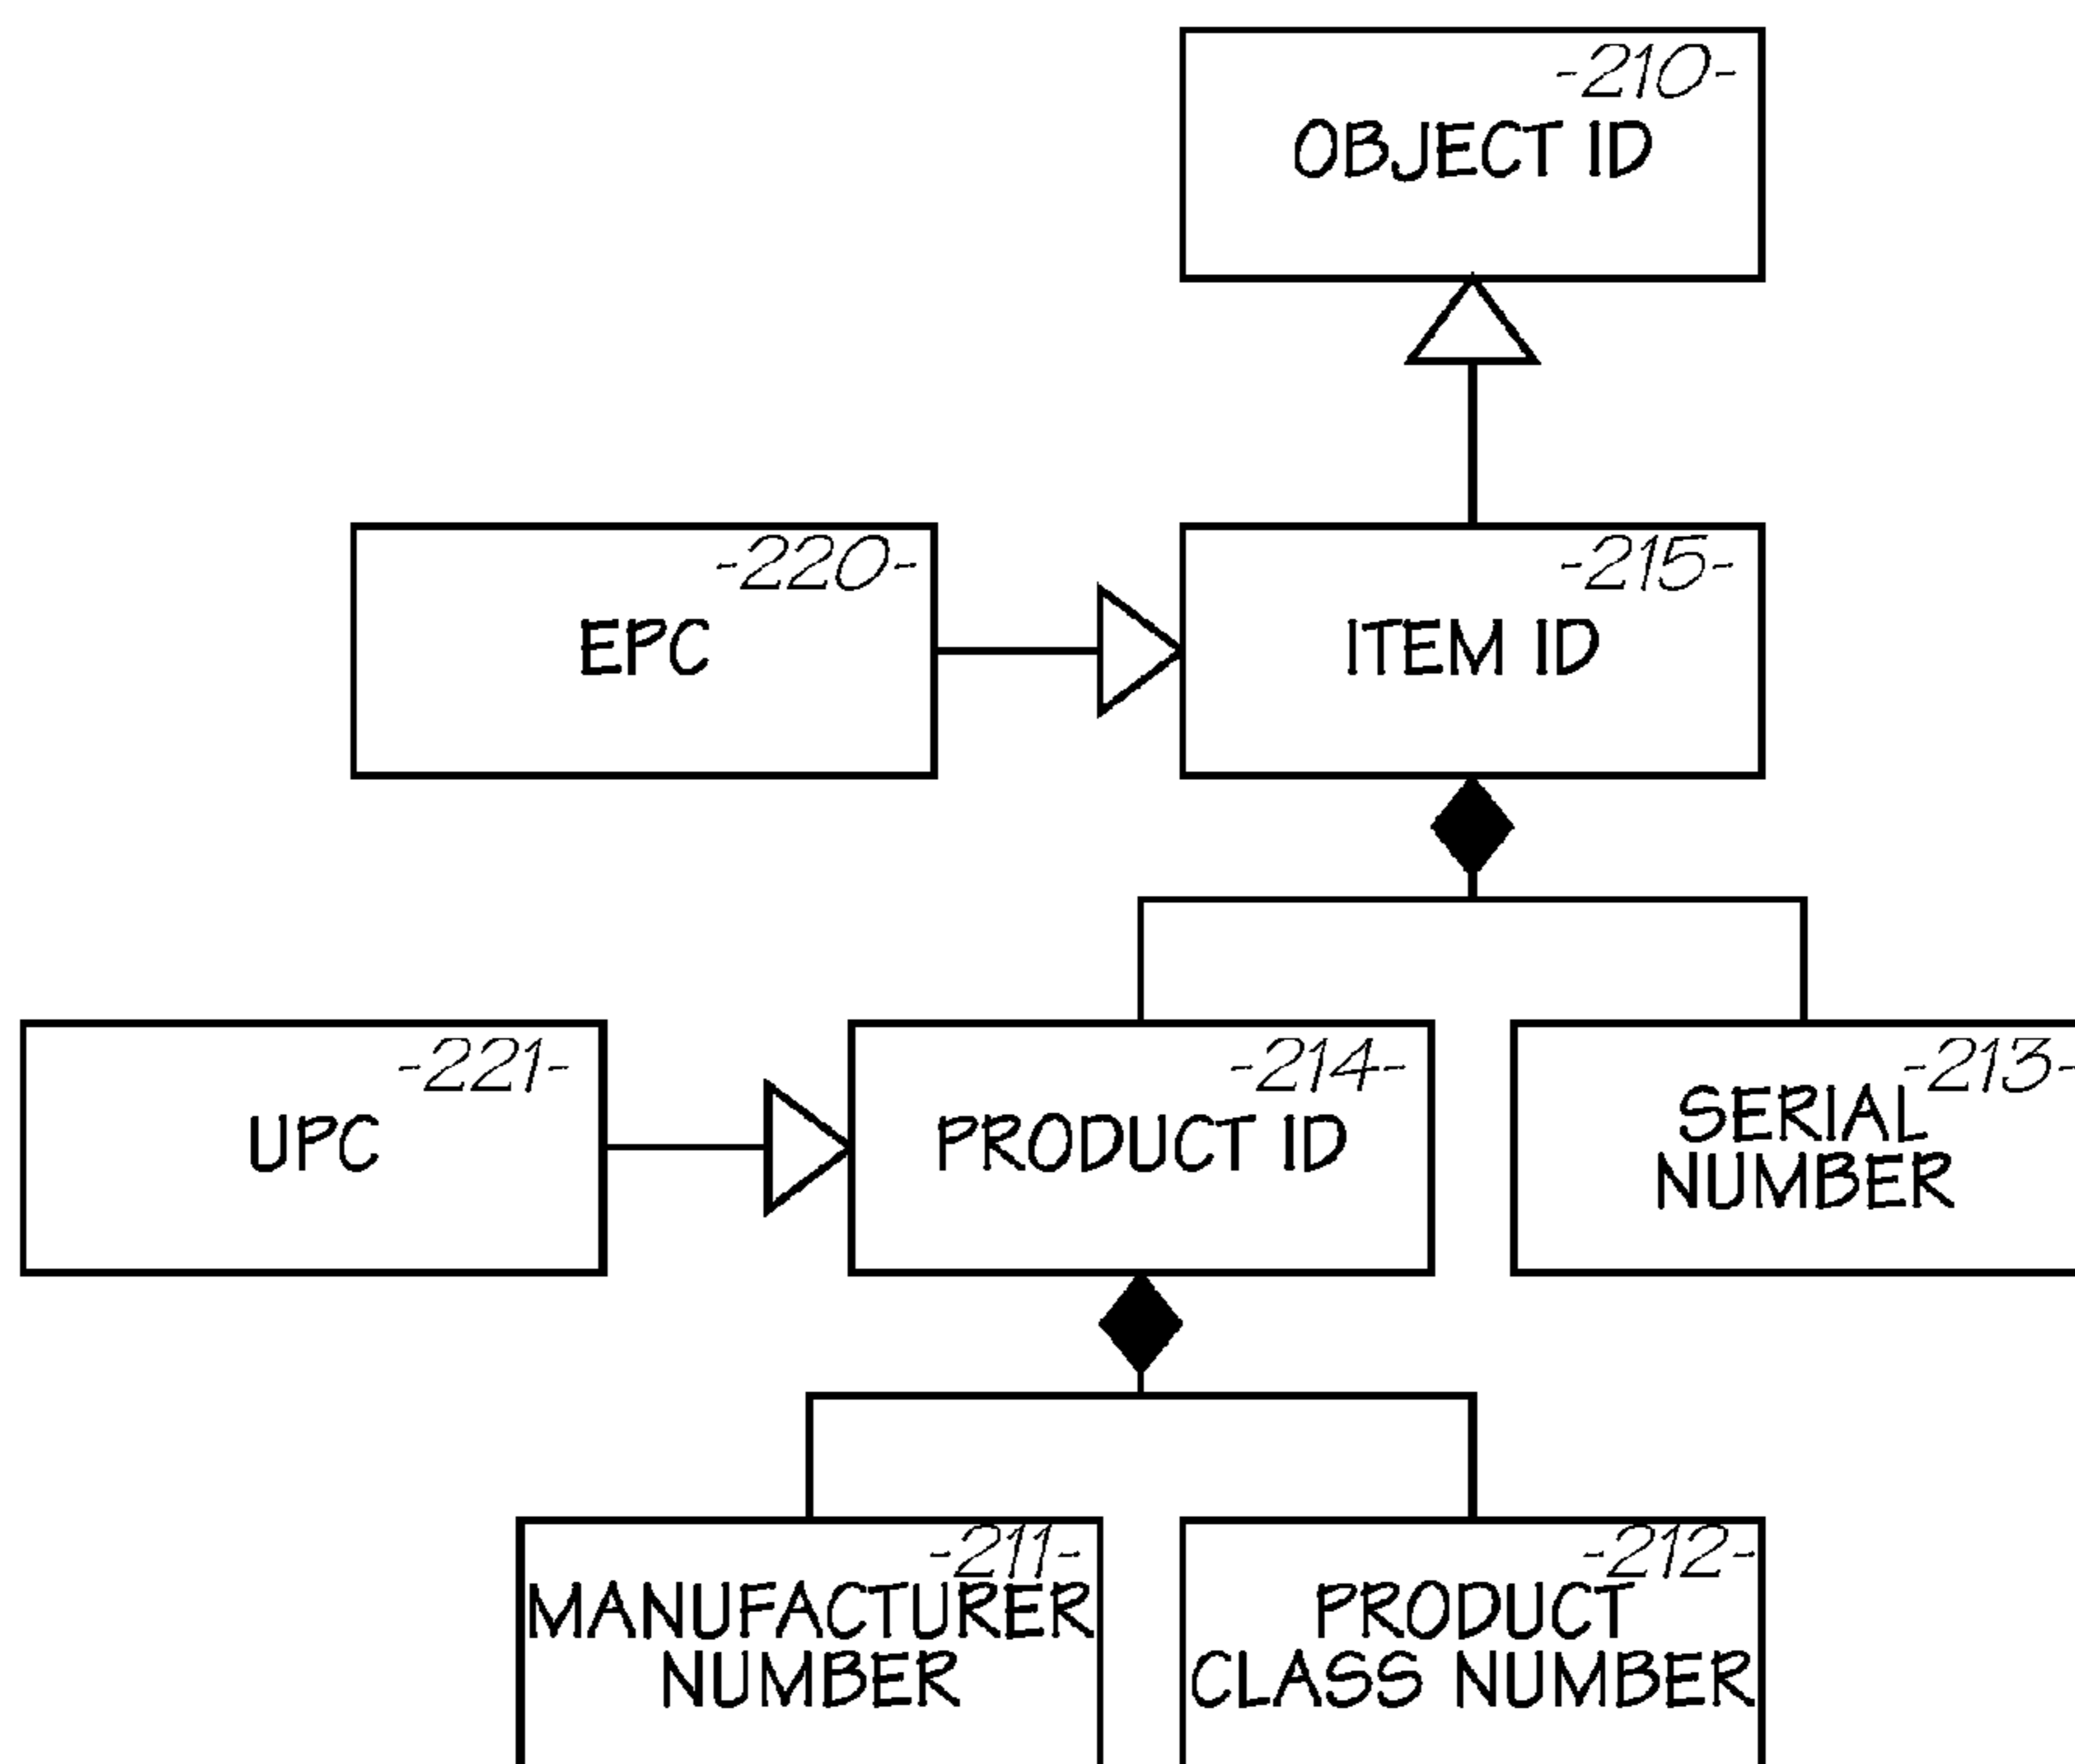 -210-
OBJECT ID
-220-
EPC
-215-
ITEM ID
-221-
UPC
-214-
PRODUCT ID
-213-
SERIAL
NUMBER
-211-
MANUFACTURER
NUMBER
-212-
PRODUCT
CLASS NUMBER